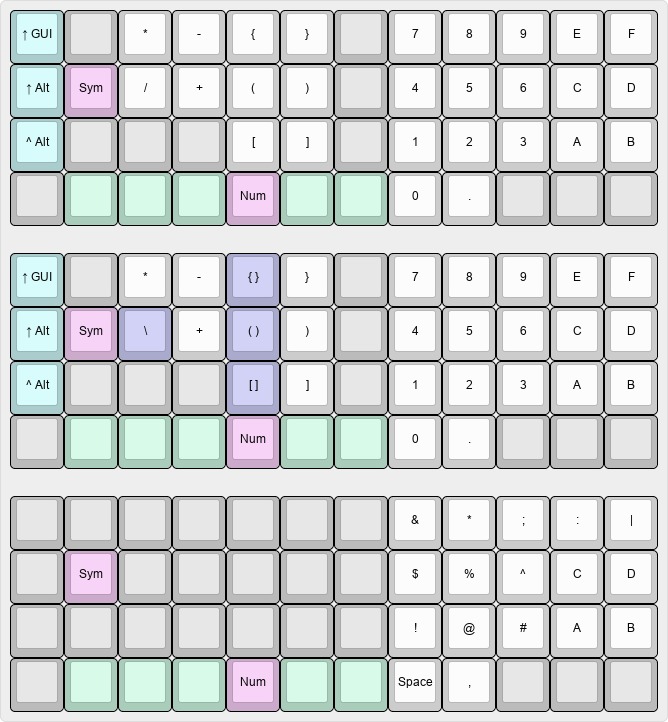 ↑ GUI * - { } 7 8 9 E F
↑ Alt Sym / + ( ) 4 5 6 C D
^ Alt [ ] 1 2 3 A B
Num 0 .
↑ GUI * - { } } 7 8 9 E F
↑ Alt Sym \ + ( ) ) 4 5 6 C D
^ Alt [ ] ] 1 2 3 A B
Num 0 .
& * ; : |
Sym $ % ^ C D
! @ # A B
Num Space ,